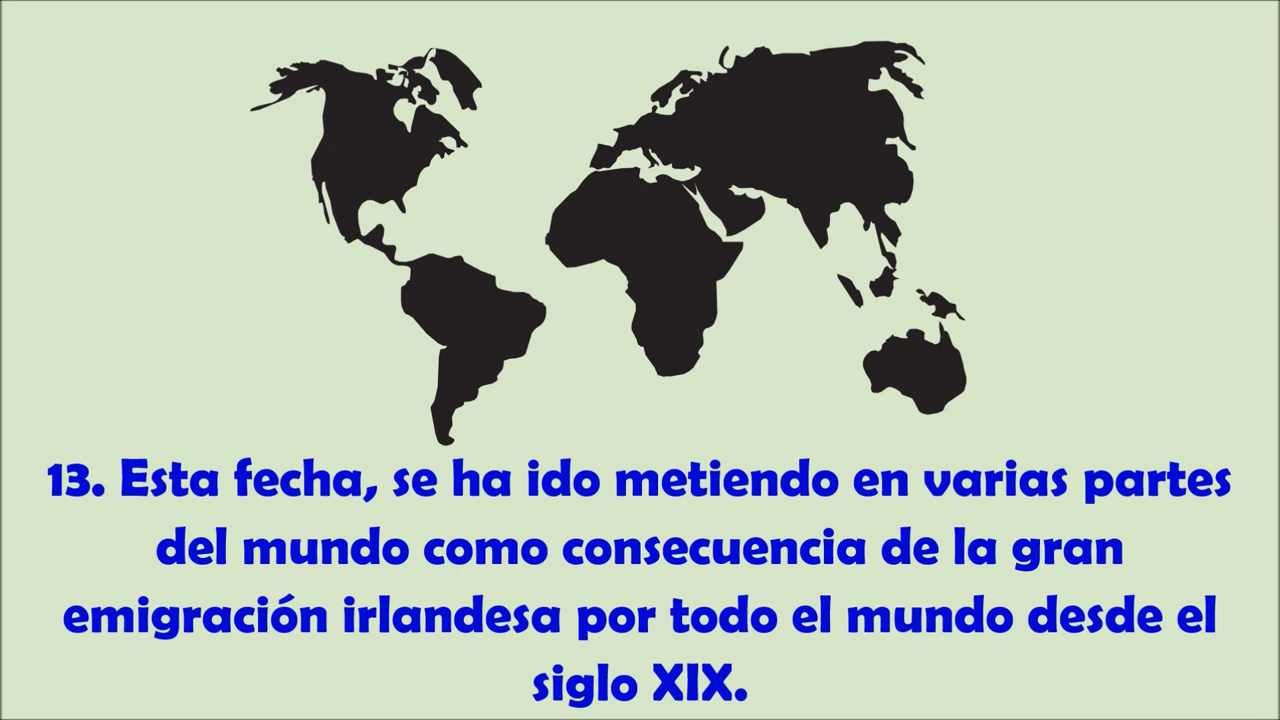 13. Esta fecha, se ha ido metiendo en varias partes
del mundo como consecuencia de la gran
emigración irlandesa por todo el mundo desde el
siglo XIX.